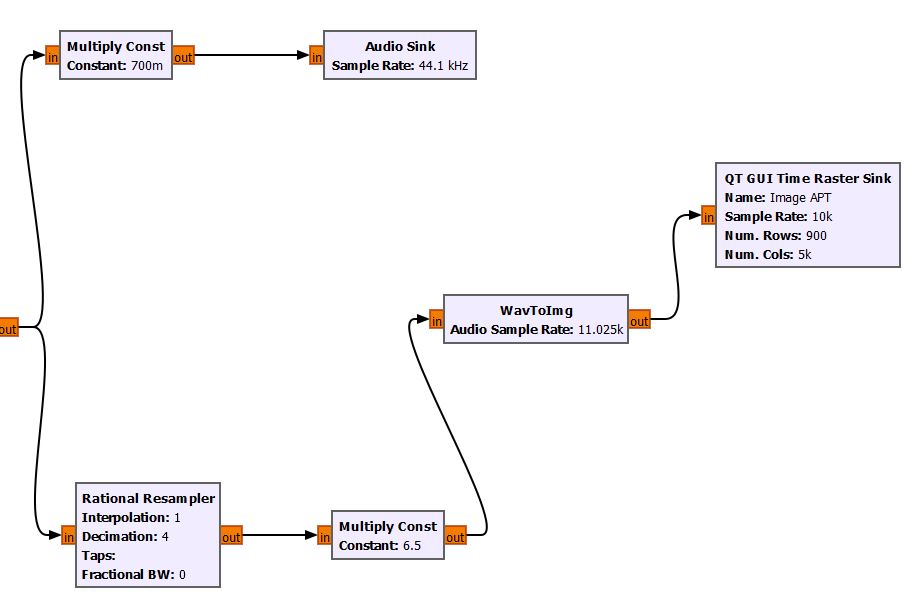 Multiply Const
Constant: 700m
in
out
Audio Sink
Sample Rate: 44.1 kHz
in
QT GUI Time Raster Sink
Name: Image APT
Sample Rate: 10k
Num. Rows: 900
Num. Cols: 5k
in
WavToImg
Audio Sample Rate: 11.025k
in
out
out
Rational Resampler
Interpolation: 1
Decimation: 4
Taps:
Fractional BW: 0
in
out
Multiply Const
Constant: 6.5
in
out